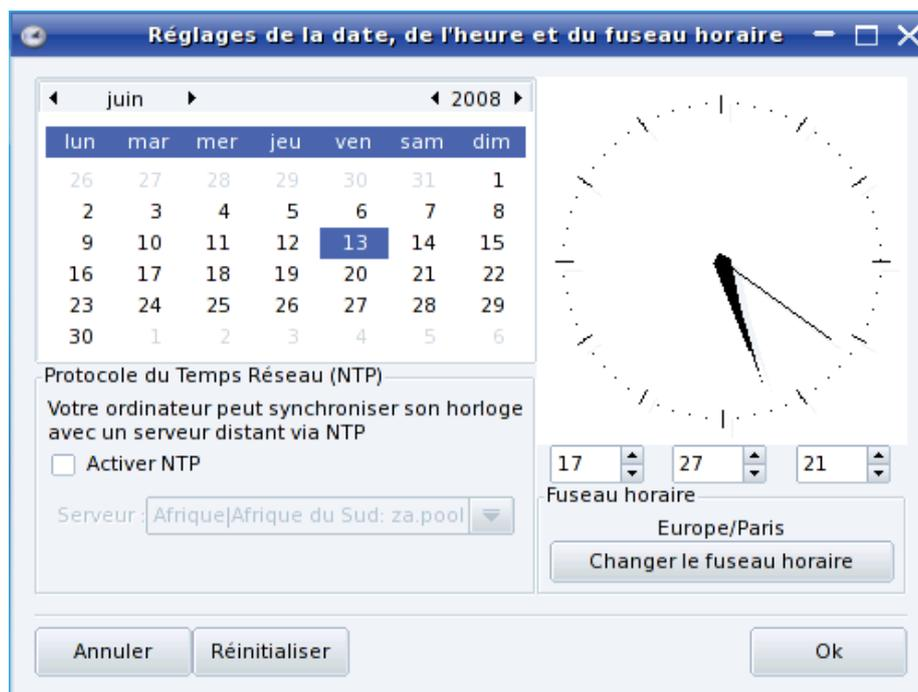 Réglages de la date, de l'heure et du fuseau horaire
juin 2008
lun mar mer jeu ven sam dim
26 27 28 29 30 31 1
2 3 4 5 6 7 8
9 10 11 12 13 14 15
16 17 18 19 20 21 22
23 24 25 26 27 28 29
30 1 2 3 4 5 6
Protocole du Temps Réseau (NTP)
Votre ordinateur peut synchroniser son horloge
avec un serveur distant via NTP
Activer NTP
Serveur : Afrique|Afrique du Sud: za.pool
17 27 21
Fuseau horaire
Europe/Paris
Changer le fuseau horaire
Annuler Réinitialiser Ok